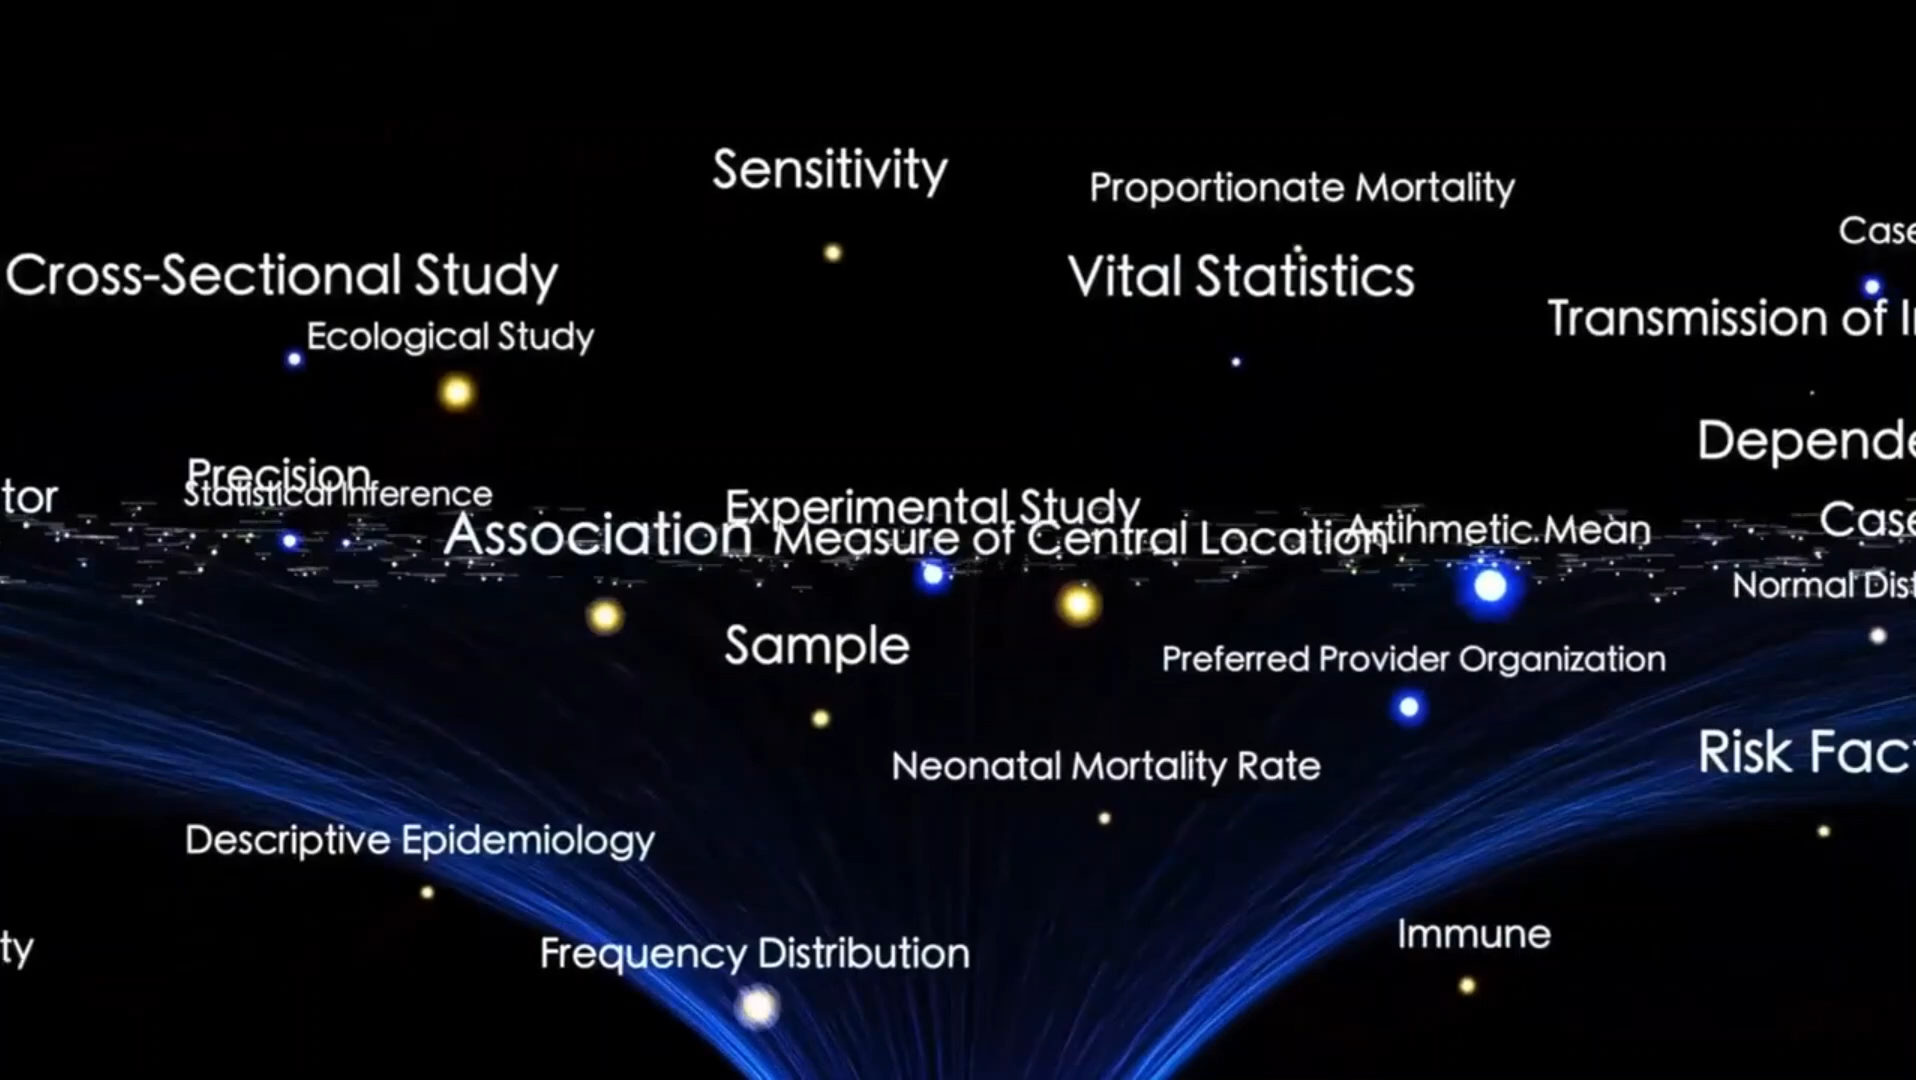 Sensitivity
Proportionate Mortality
Case
Cross-Sectional Study
Vital Statistics
Transmission of I
Ecological Study
Depende
Precision
Statistical Inference
tor
Experimental Study
Association
Measure of Central Location
Artihmetic Mean
Case
Normal Dist
Sample
Preferred Provider Organization
Risk Fact
Neonatal Mortality Rate
Descriptive Epidemiology
Immune
ty
Frequency Distribution